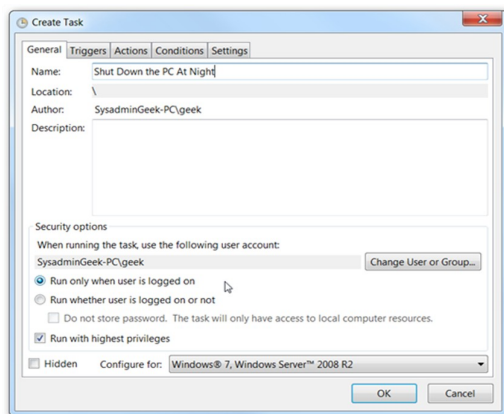 Create Task
General Triggers Actions Conditions Settings
Name: Shut Down the PC At Night
Location: \
Author: SysadminGeek-PC\geek
Description:
Security options
When running the task, use the following user account:
SysadminGeek-PC\geek Change User or Group...
Run only when user is logged on
Run whether user is logged on or not
Do not store password. The task will only have access to local computer resources.
Run with highest privileges
Hidden Configure for: Windows® 7, Windows Server™ 2008 R2
OK Cancel